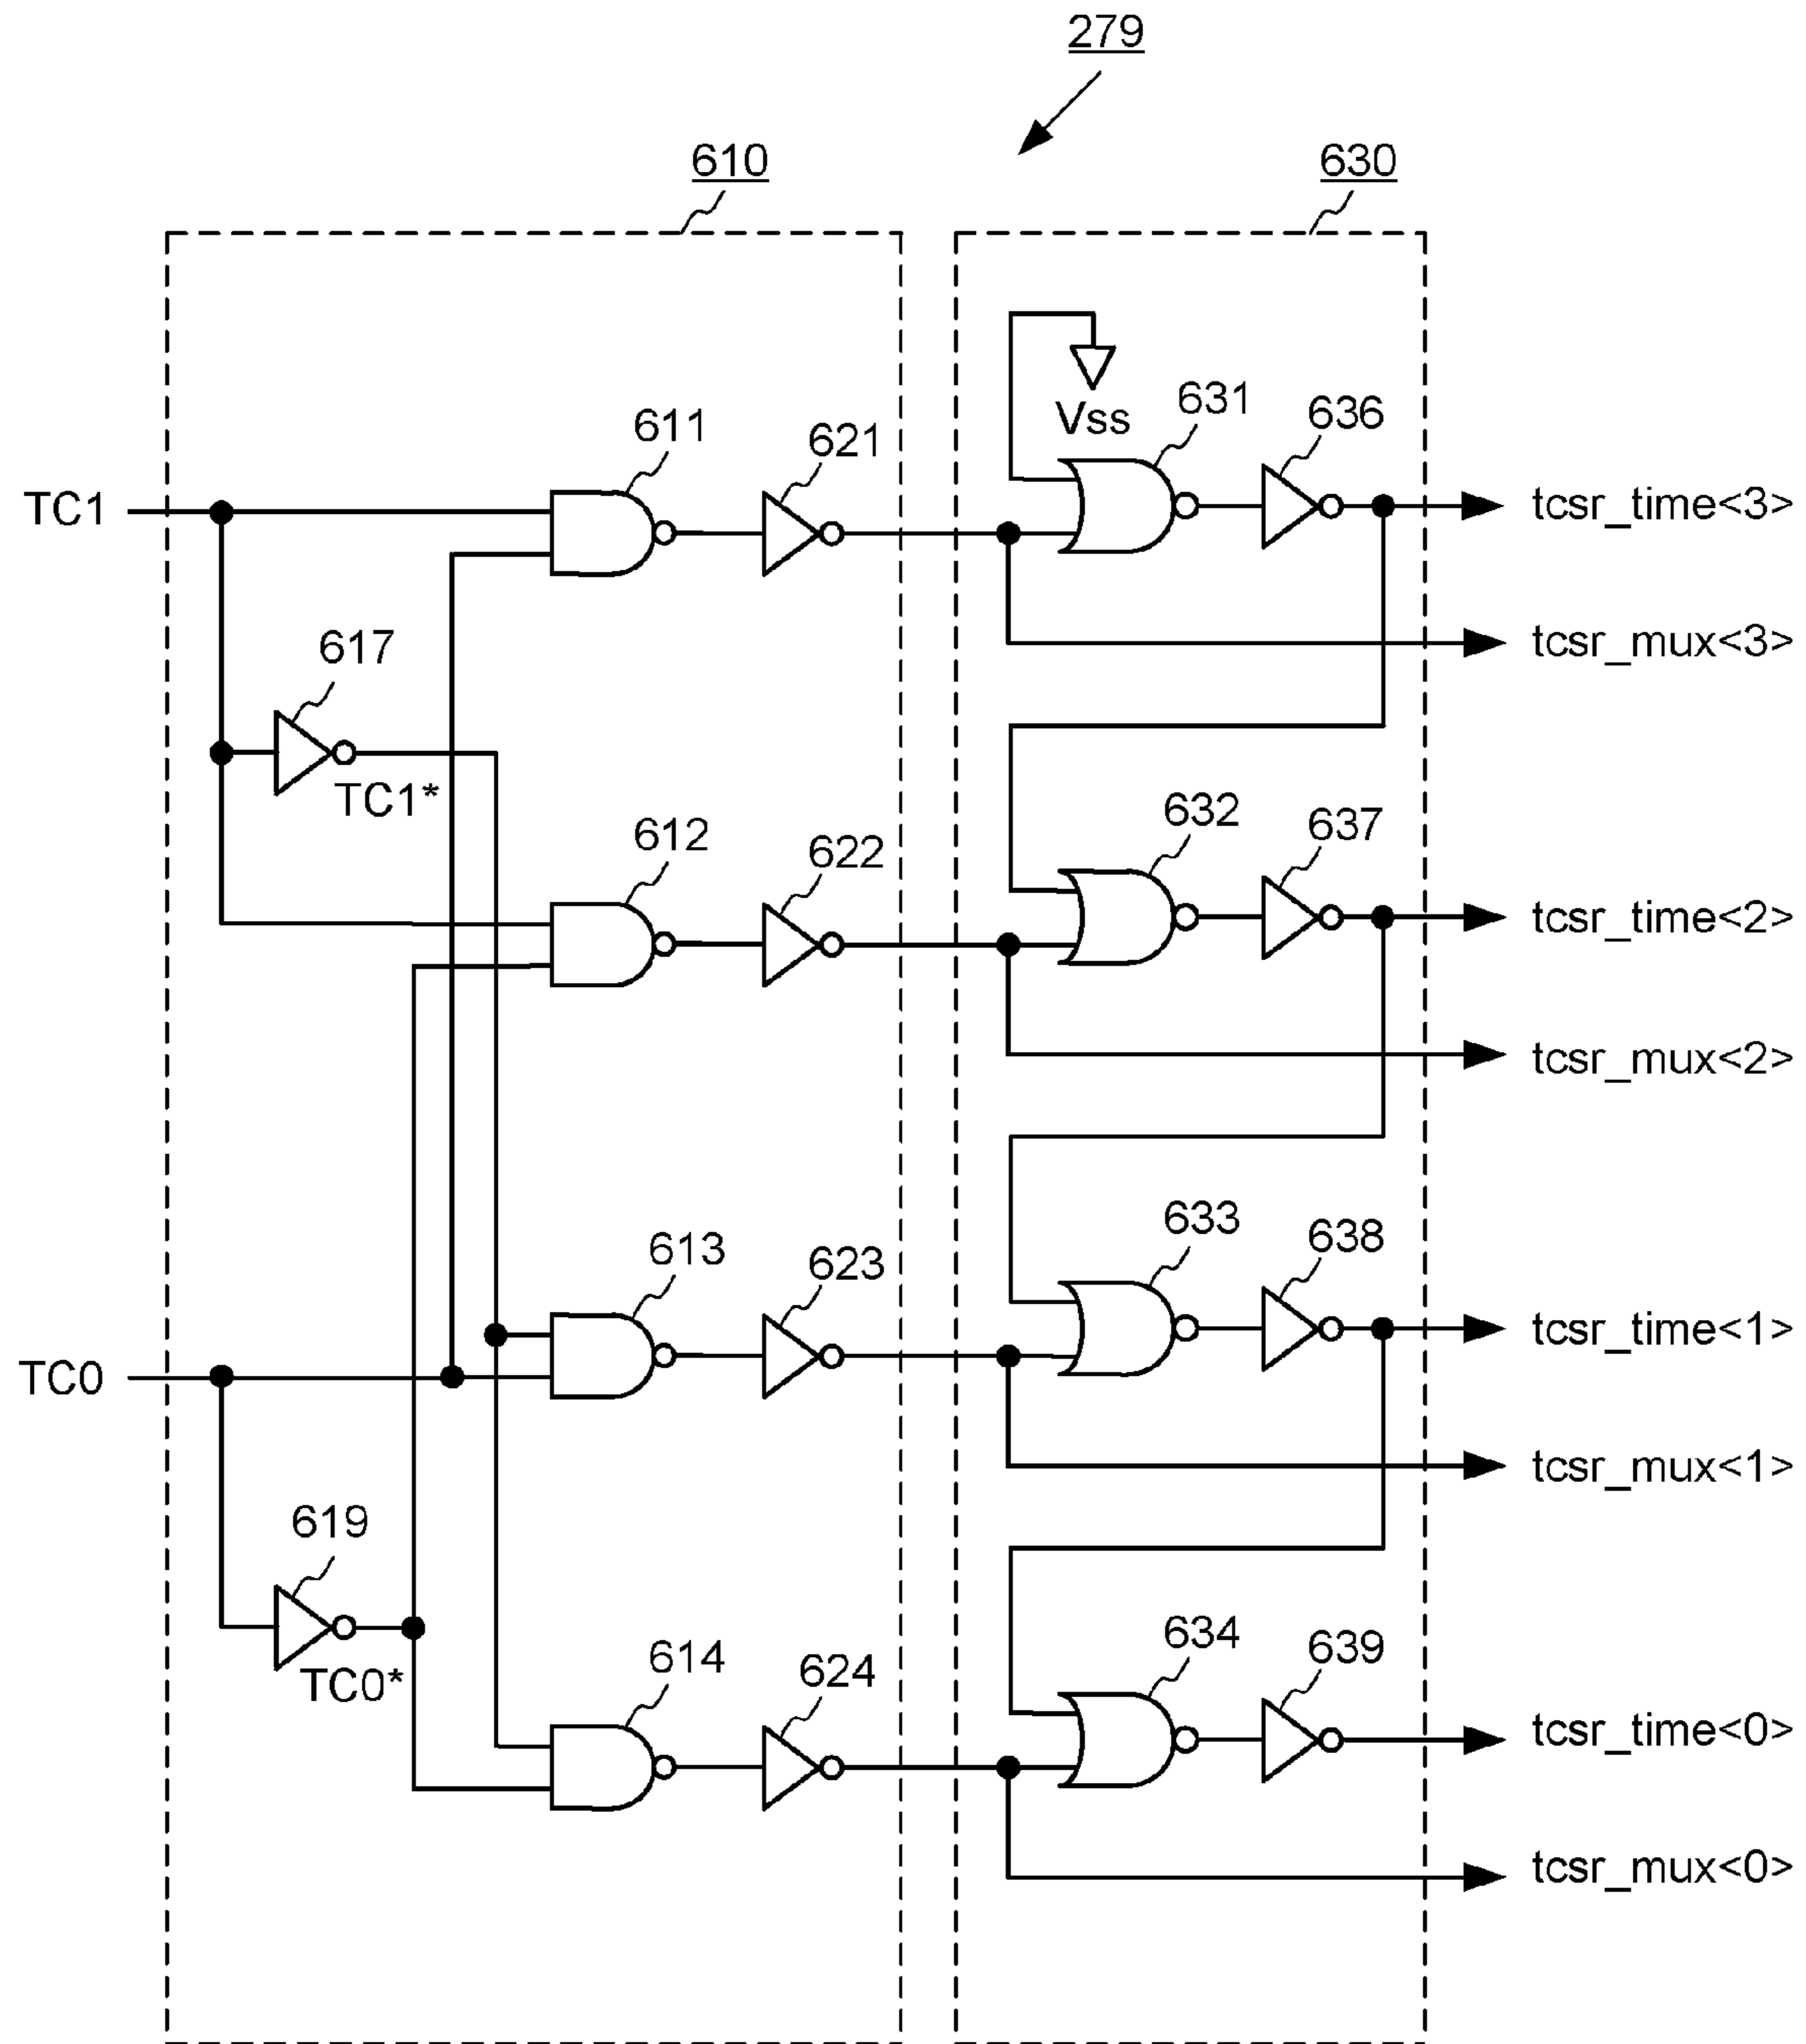 279
610
630
Vss
631
636
611
621
TC1
tcsr_time<3>
617
tcsr_mux<3>
TC1*
612
622
632
637
tcsr_time<2>
tcsr_mux<2>
613
623
633
638
TC0
tcsr_time<1>
tcsr_mux<1>
619
TC0*
614
624
634
639
tcsr_time<0>
tcsr_mux<0>